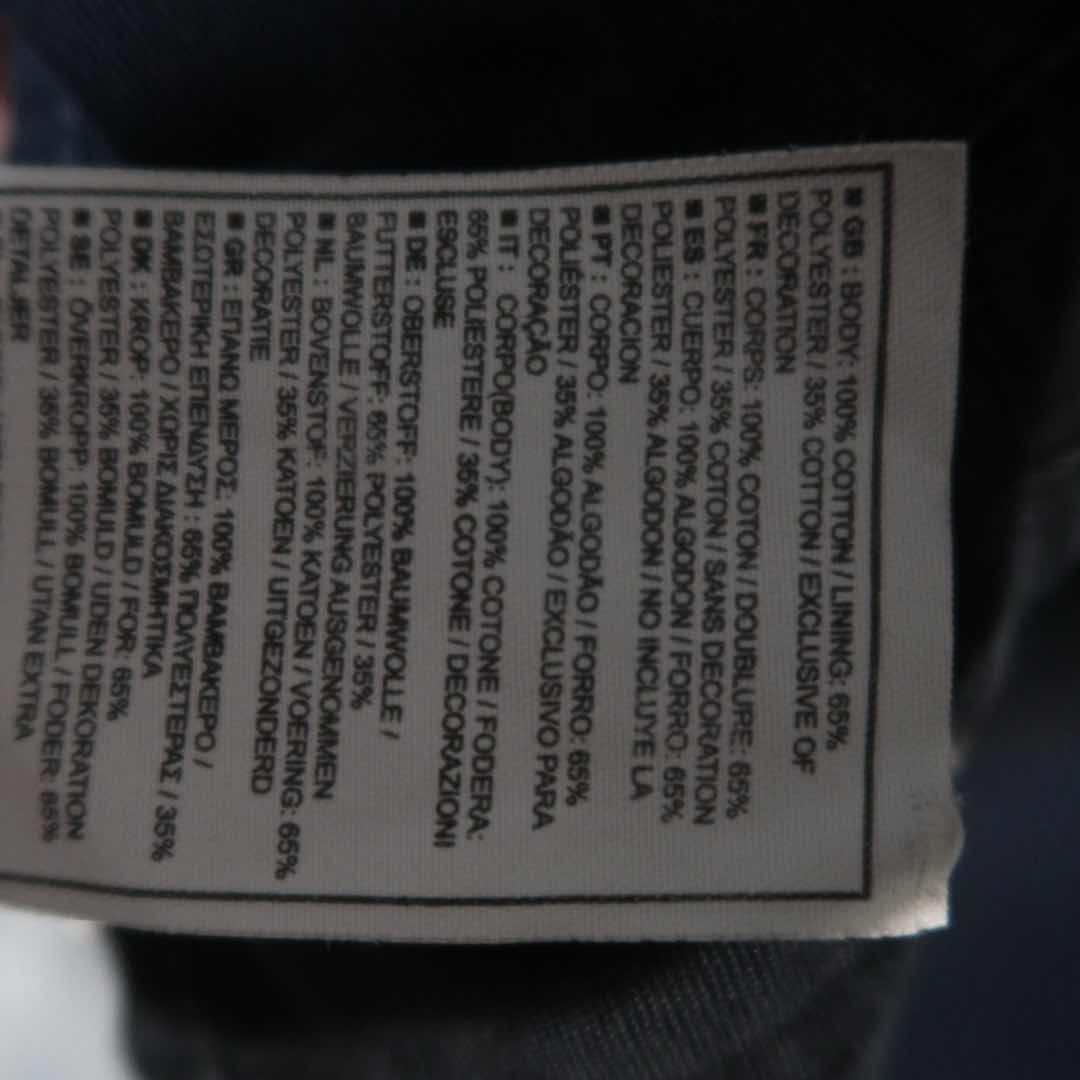 ■ GB : BODY: 100% COTTON / LINING: 65%
POLYESTER / 35% COTTON / EXCLUSIVE OF
DECORATION
■ FR : CORPS: 100% COTON / DOUBLURE: 65%
POLYESTER / 35% COTON / SANS DECORATION
■ ES : CUERPO: 100% ALGODON / FORRO: 65%
POLIESTER / 35% ALGODON / NO INCLUYE LA
DECORACION
■ PT : CORPO: 100% ALGODÃO / FORRO: 65%
POLIÉSTER / 35% ALGODÃO / EXCLUSIVO PARA
DECORAÇÃO
■ IT : CORPO(BODY): 100% COTONE / FODERA:
65% POLIESTERE / 35% COTONE / DECORAZIONI
ESCLUSE
■ DE : OBERSTOFF: 100% BAUMWOLLE /
FUTTERSTOFF: 65% POLYESTER / 35%
BAUMWOLLE / VERZIERUNG AUSGENOMMEN
■ NL : BOVENSTOF: 100% KATOEN / VOERING: 65%
POLYESTER / 35% KATOEN / UITGEZONDERD
DECORATIE
■ GR : ΕΠΑΝΩ ΜΕΡΟΣ: 100% ΒΑΜΒΑΚΕΡΟ /
ΕΣΩΤΕΡΙΚΗ ΕΠΕΝΔΥΣΗ : 65% ΠΟΛΥΕΣΤΕΡΑΣ / 35%
ΒΑΜΒΑΚΕΡΟ / ΧΩΡΙΣ ΔΙΑΚΟΣΜΗΤΙΚΑ
■ DK : KROP: 100% BOMULD / FOR: 65%
POLYESTER / 35% BOMULD / UDEN DEKORATION
■ SE : ÖVERKROPP: 100% BOMULL / FODER: 65%
POLYESTER / 35% BOMULL / UTAN EXTRA
DETALJER